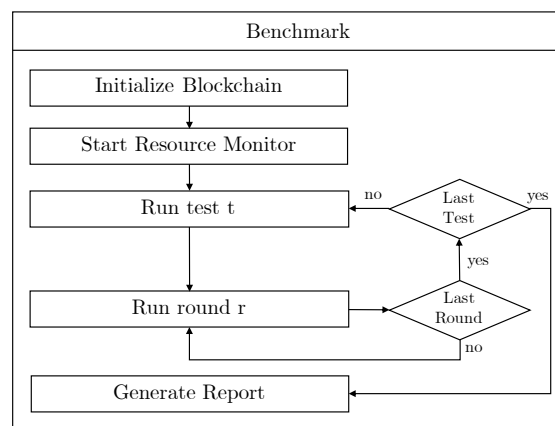 Benchmark
Initialize Blockchain
Start Resource Monitor
Run test t
no
Last
Test
yes
yes
Run round r
Last
Round
no
Generate Report